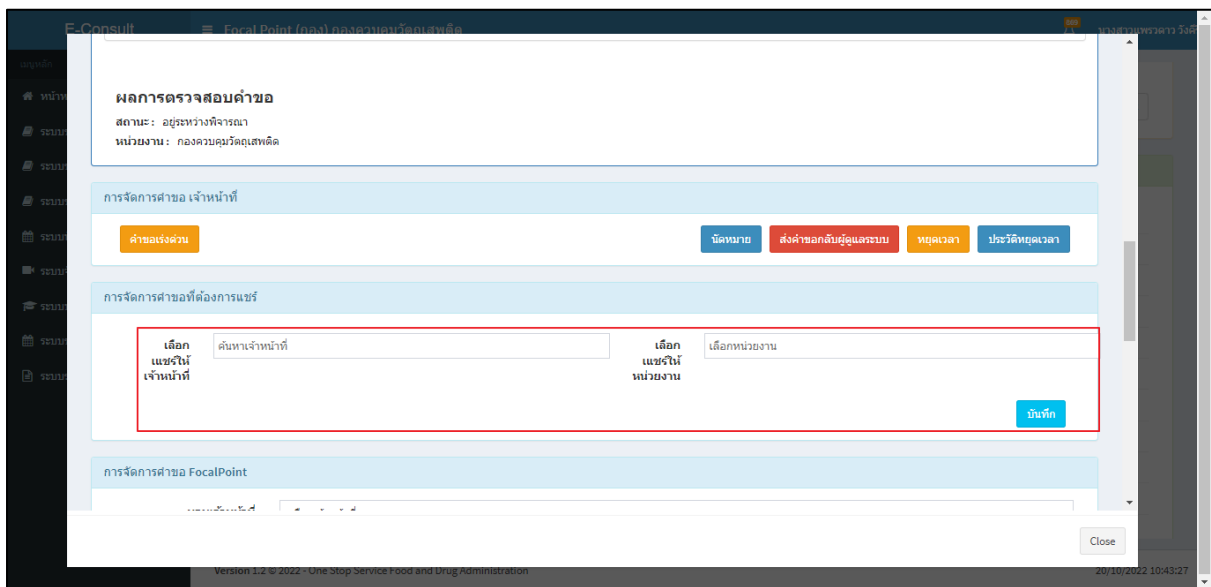 E-Consult
Focal Point (กอง) กองควบคุมวัตถุเสพติด
เมนูหลัก
ผลการตรวจสอบคำขอ
สถานะ : อยู่ระหว่างพิจารณา
หน่วยงาน : กองควบคุมวัตถุเสพติด
การจัดการคำขอ เจ้าหน้าที่
คำขอเร่งด่วน
นัดหมาย
ส่งคำขอกลับผู้ดูแลระบบ
หยุดเวลา
ประวัติหยุดเวลา
การจัดการคำขอที่ต้องการแชร์
เลือก
แชร์ให้
เจ้าหน้าที่
ค้นหาเจ้าหน้าที่
เลือก
แชร์ให้
หน่วยงาน
เลือกหน่วยงาน
บันทึก
การจัดการคำขอ FocalPoint
Close
Version 1.2 © 2022 - One Stop Service Food and Drug Administration
20/10/2022 10:43:27